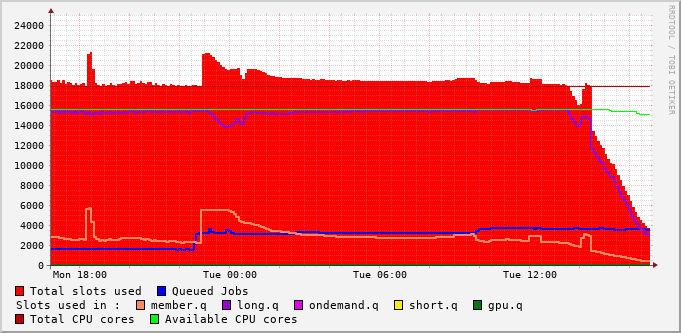 24000
22000
20000
18000
16000
14000
12000
10000
8000
6000
4000
2000
0
Mon 18:00 Tue 00:00 Tue 06:00 Tue 12:00
Total slots used Queued Jobs
Slots used in : member.q long.q ondemand.q short.q gpu.q
Total CPU cores Available CPU cores
RRDTOOL / TOBI OETIKER